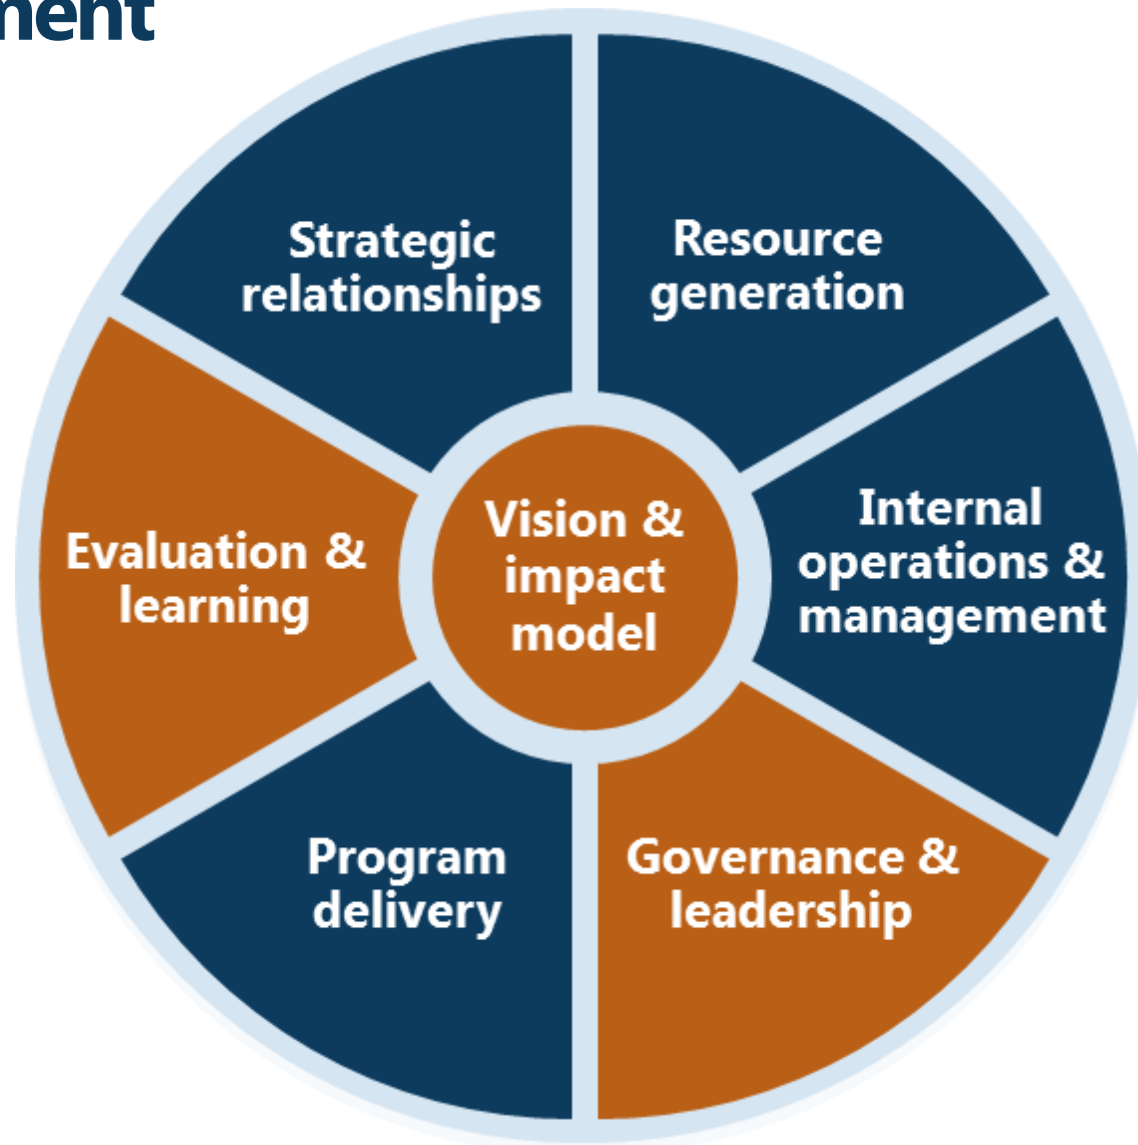 ment
Strategic
relationships
Resource
generation
Internal
operations &
management
Governance &
leadership
Program
delivery
Evaluation &
learning
Vision &
impact
model